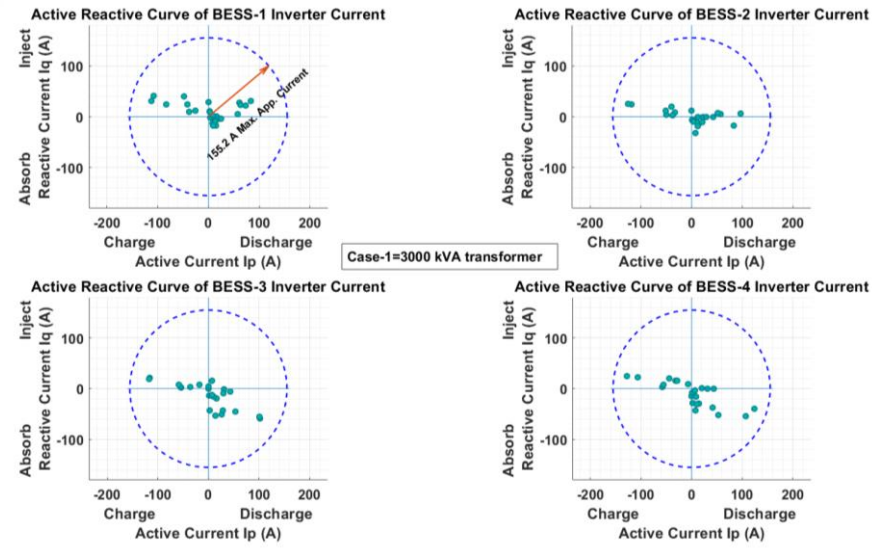 Active Reactive Curve of BESS-1 Inverter Current
Inject
Absorb
Reactive Current Iq (A)
100
0
-100
155.2 A Max. App. Current
-200 -100 0 100 200
Charge Discharge
Active Current Ip (A)
Active Reactive Curve of BESS-2 Inverter Current
Inject
Absorb
Reactive Current Iq (A)
100
0
-100
-200 -100 0 100 200
Charge Discharge
Active Current Ip (A)
Case-1=3000 kVA transformer
Active Reactive Curve of BESS-3 Inverter Current
Inject
Absorb
Reactive Current Iq (A)
100
0
-100
-200 -100 0 100 200
Charge Discharge
Active Current Ip (A)
Active Reactive Curve of BESS-4 Inverter Current
Inject
Absorb
Reactive Current Iq (A)
100
0
-100
-200 -100 0 100 200
Charge Discharge
Active Current Ip (A)